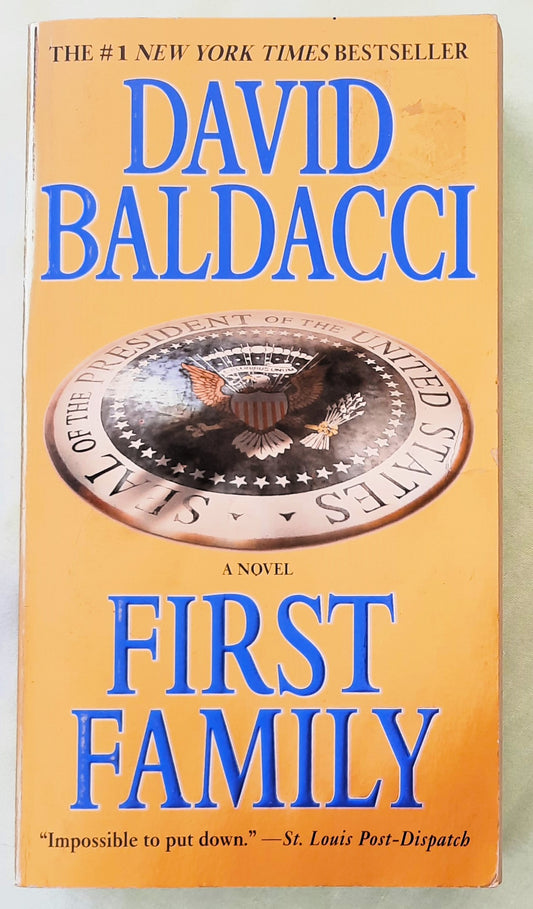 THE #1 NEW YORK TIMES BESTSELLER
DAVID
BALDACCI
SEAL OF THE PRESIDENT OF THE UNITED STATES
A NOVEL
FIRST
FAMILY
“Impossible to put down.” —St. Louis Post-Dispatch